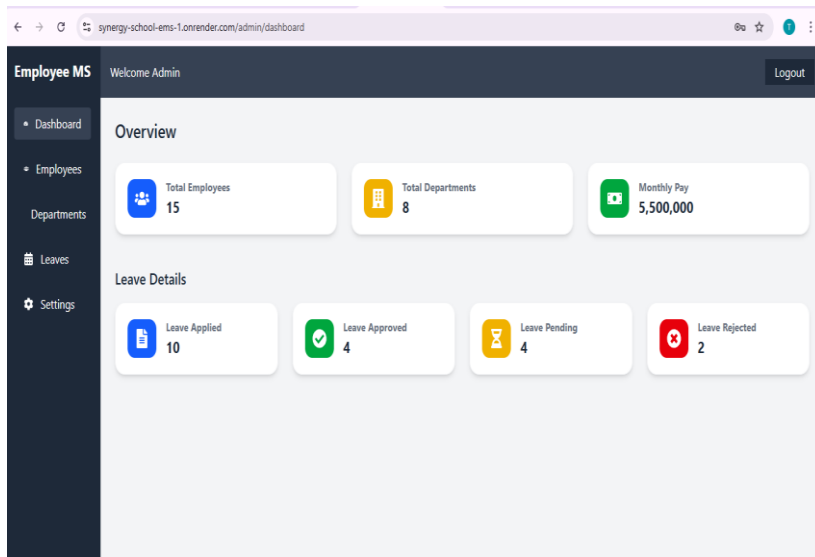 synergy-school-ems-1.onrender.com/admin/dashboard
T
Employee MS
Welcome Admin
Logout
Dashboard
Employees
Departments
Leaves
Settings
Overview
Total Employees
15
Total Departments
8
Monthly Pay
5,500,000
Leave Details
Leave Applied
10
Leave Approved
4
Leave Pending
4
Leave Rejected
2